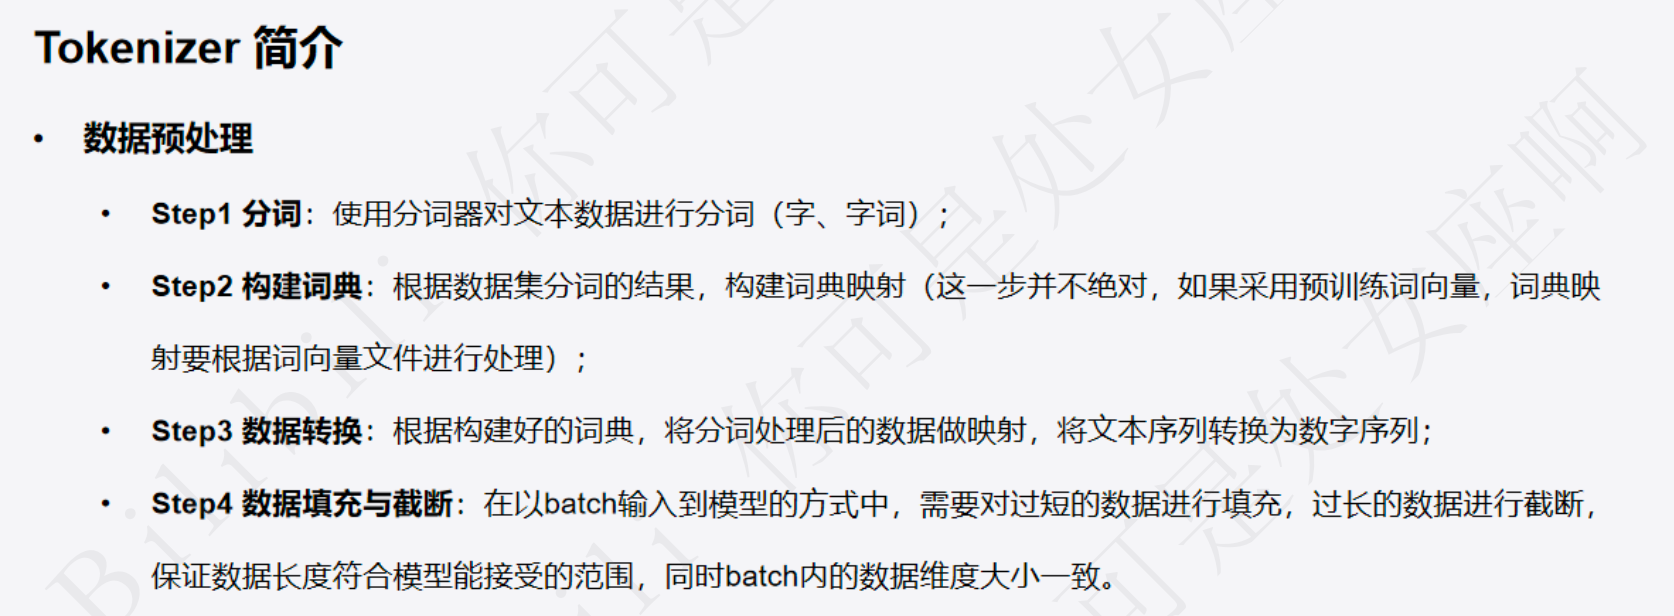 Tokenizer 简介
• 数据预处理
• Step1 分词：使用分词器对文本数据进行分词（字、字词）；
• Step2 构建词典：根据数据集分词的结果，构建词典映射（这一步并不绝对，如果采用预训练词向量，词典映
射要根据词向量文件进行处理）；
• Step3 数据转换：根据构建好的词典，将分词处理后的数据做映射，将文本序列转换为数字序列；
• Step4 数据填充与截断：在以batch输入到模型的方式中，需要对过短的数据进行填充，过长的数据进行截断，
保证数据长度符合模型能接受的范围，同时batch内的数据维度大小一致。
Bilibili 你可是处女座啊